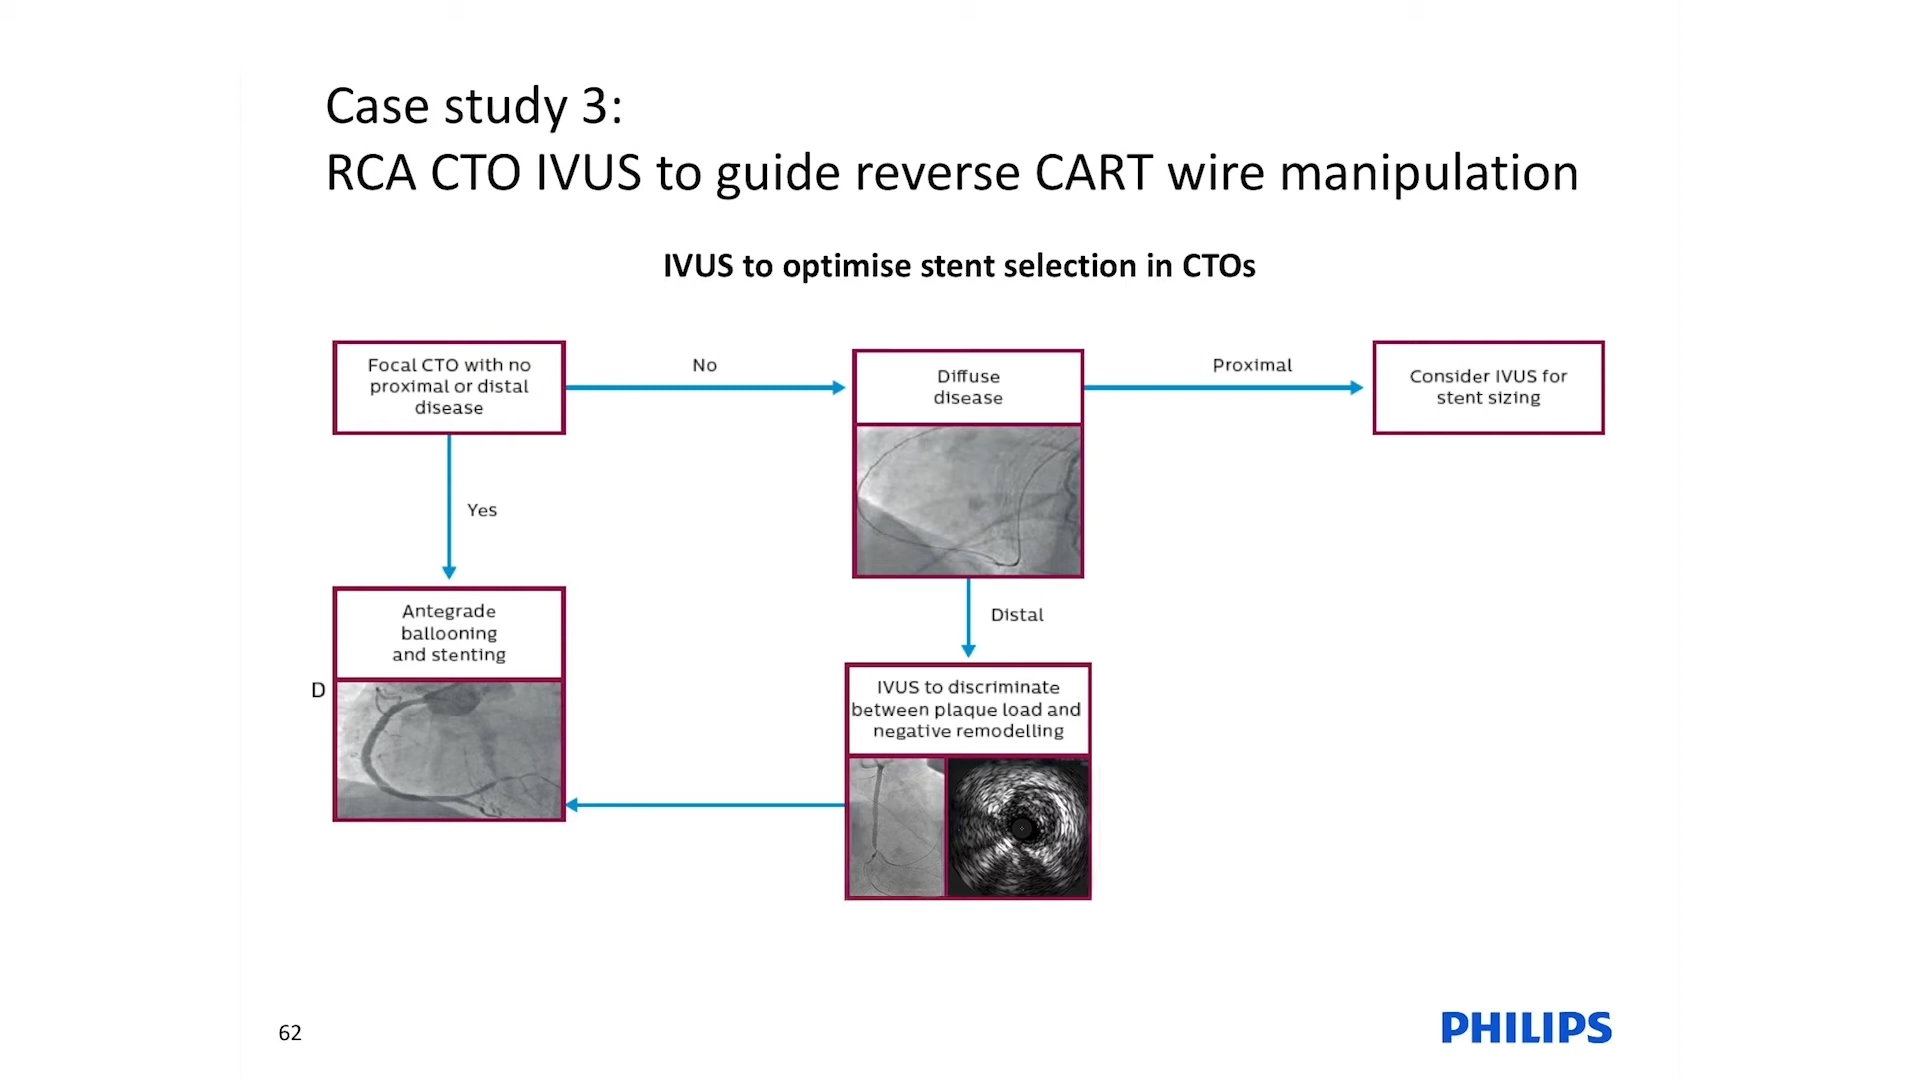 Case study 3:
RCA CTO IVUS to guide reverse CART wire manipulation
IVUS to optimise stent selection in CTOs
Focal CTO with no
proximal or distal
disease
No
Diffuse
disease
Proximal
Consider IVUS for
stent sizing
Yes
Antegrade
ballooning
and stenting
D
Distal
IVUS to discriminate
between plaque load and
negative remodelling
62
PHILIPS